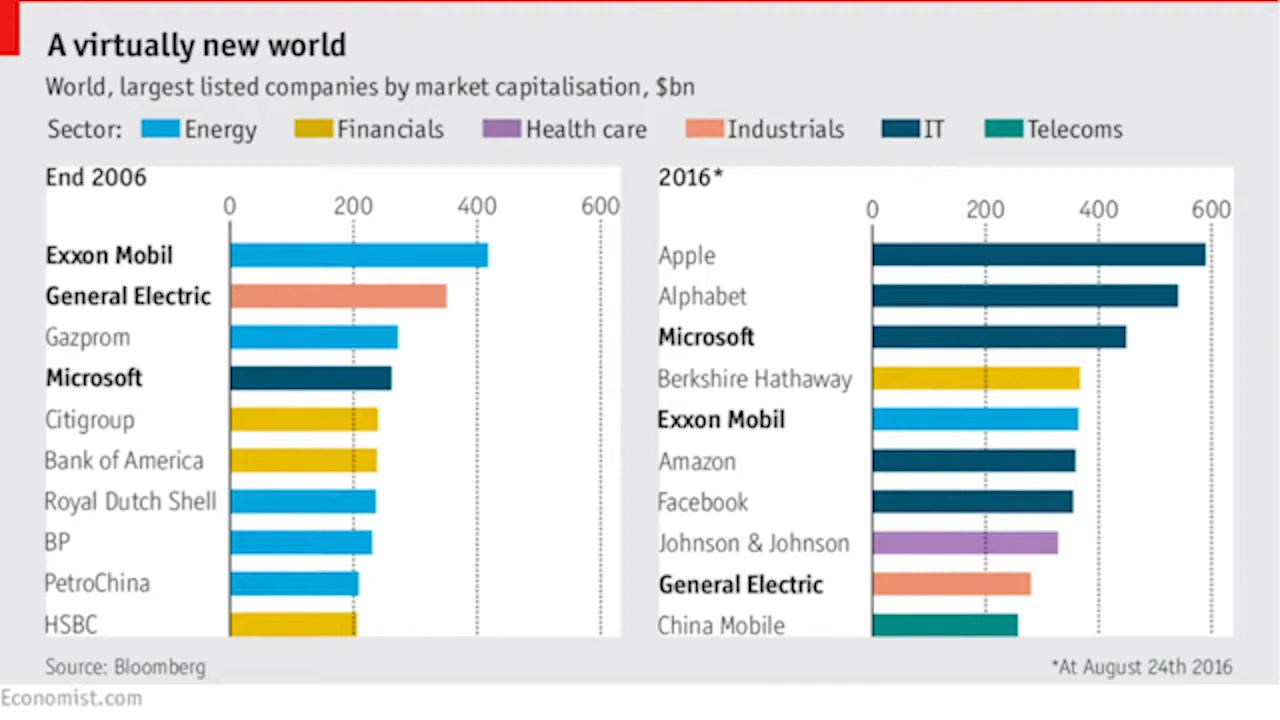 A virtually new world
World, largest listed companies by market capitalisation, $bn
Sector: Energy Financials Health care Industrials IT Telecoms
End 2006
0 200 400 600
Exxon Mobil
General Electric
Gazprom
Microsoft
Citigroup
Bank of America
Royal Dutch Shell
BP
PetroChina
HSBC
2016*
0 200 400 600
Apple
Alphabet
Microsoft
Berkshire Hathaway
Exxon Mobil
Amazon
Facebook
Johnson & Johnson
General Electric
China Mobile
Source: Bloomberg
*At August 24th 2016
Economist.com